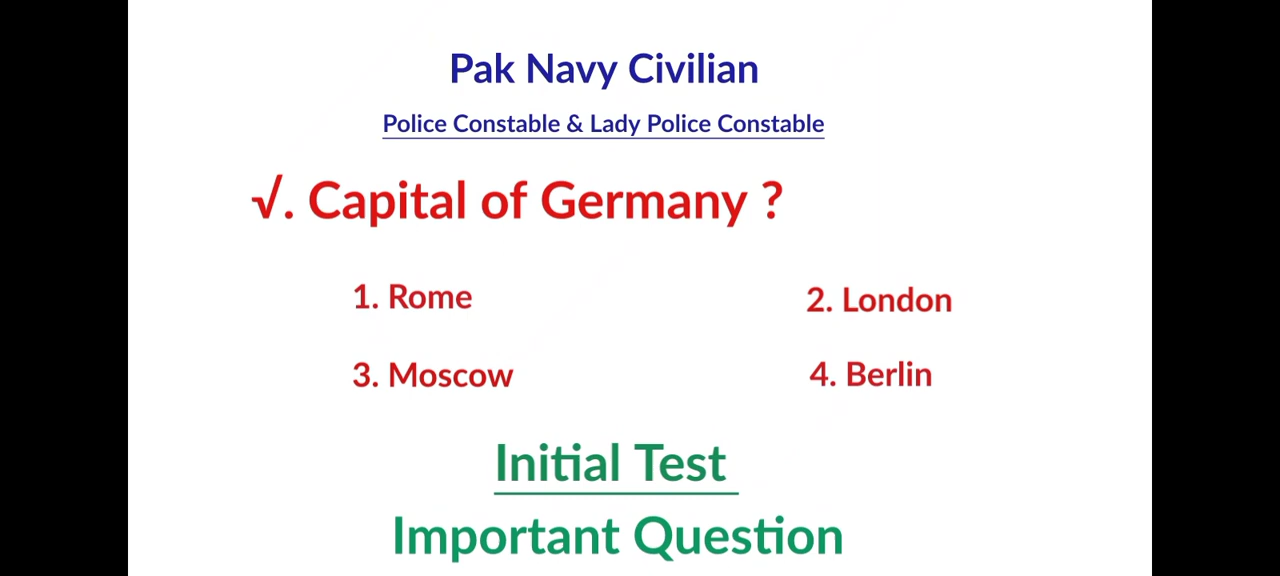 Pak Navy Civilian
Police Constable & Lady Police Constable
√. Capital of Germany ?
1. Rome 2. London
3. Moscow 4. Berlin
Initial Test
Important Question